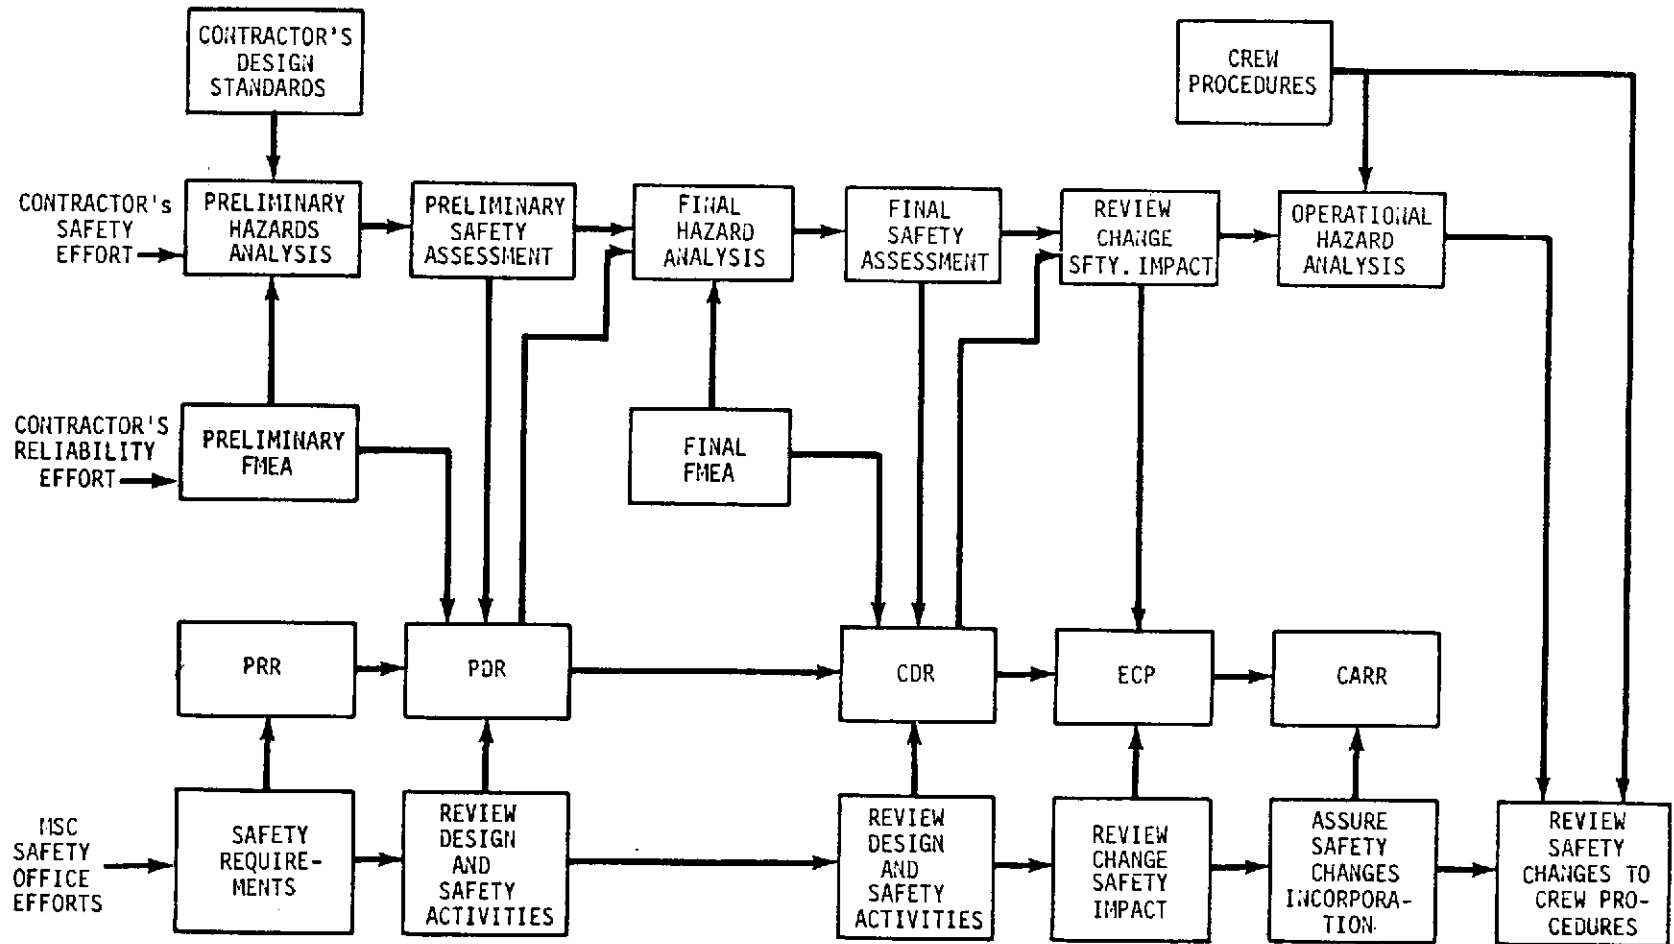 CONTRACTOR'S
DESIGN
STANDARDS
CREW
PROCEDURES
CONTRACTOR's
SAFETY
EFFORT
PRELIMINARY
HAZARDS
ANALYSIS
PRELIMINARY
SAFETY
ASSESSMENT
FINAL
HAZARD
ANALYSIS
FINAL
SAFETY
ASSESSMENT
REVIEW
CHANGE
SFTY. IMPACT
OPERATIONAL
HAZARD
ANALYSIS
CONTRACTOR'S
RELIABILITY
EFFORT
PRELIMINARY
FMEA
FINAL
FMEA
PRR
PDR
CDR
ECP
CARR
MSC
SAFETY
OFFICE
EFFORTS
SAFETY
REQUIRE-
MENTS
REVIEW
DESIGN
AND
SAFETY
ACTIVITIES
REVIEW
DESIGN
AND
SAFETY
ACTIVITIES
REVIEW
CHANGE
SAFETY
IMPACT
ASSURE
SAFETY
CHANGES
INCORPORA-
TION
REVIEW
SAFETY
CHANGES TO
CREW PRO-
CEDURES